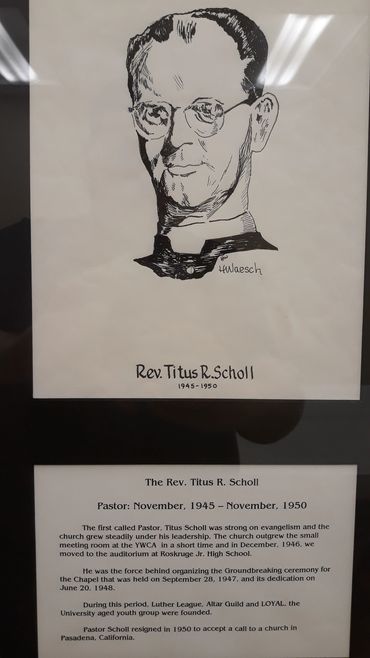 HWaesch
Rev. Titus R. Scholl
1945-1950
The Rev. Titus R. Scholl
Pastor: November, 1945 – November, 1950
The first called Pastor, Titus Scholl was strong on evangelism and the
church grew steadily under his leadership. The church outgrew the small
meeting room at the YWCA in a short time and in December, 1946, we
moved to the auditorium at Roskruge Jr. High School.
He was the force behind organizing the Groundbreaking ceremony for
the Chapel that was held on September 28, 1947, and its dedication on
June 20, 1948.
During this period, Luther League, Altar Guild and LOYAL, the
University aged youth group were founded.
Pastor Scholl resigned in 1950 to accept a call to a church in
Pasadena, California.